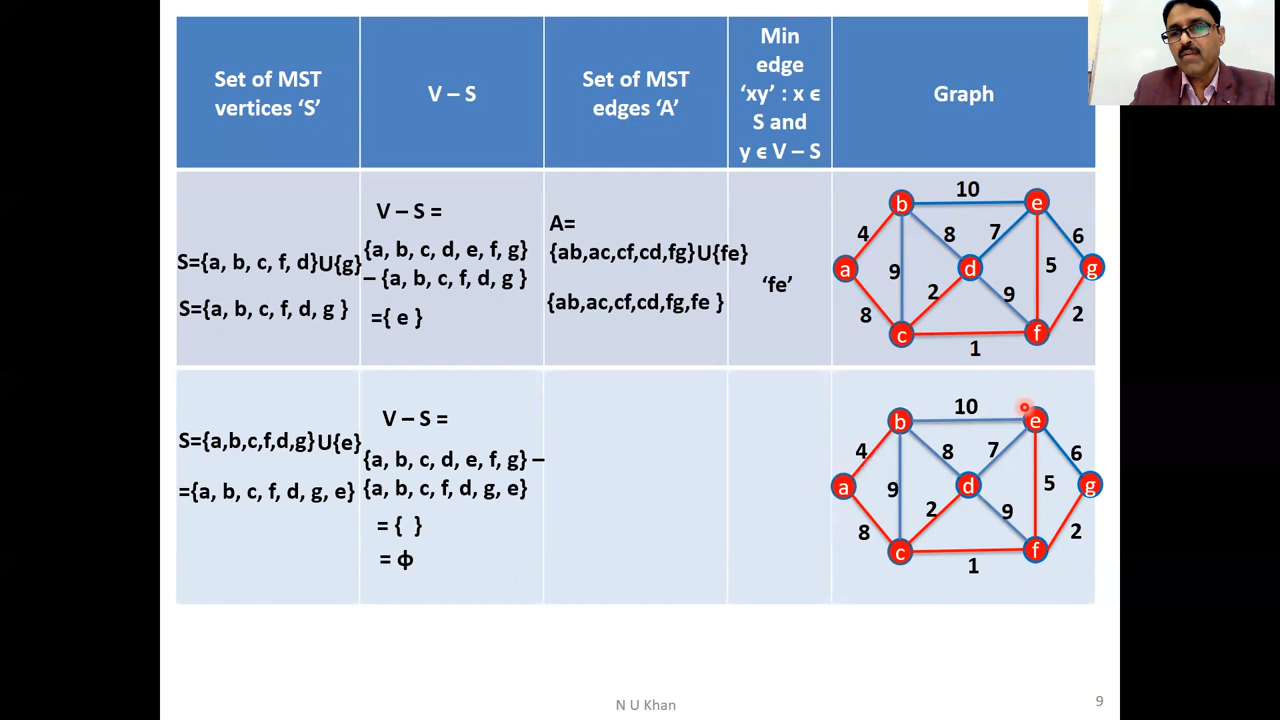 Set of MST
vertices ‘S’
V – S
Set of MST
edges ‘A’
Min
edge
‘xy’ : x ϵ
S and
y ϵ V – S
Graph
S={a, b, c, f, d}U{g}
S={a, b, c, f, d, g }
V – S =
{a, b, c, d, e, f, g}
– {a, b, c, f, d, g }
={ e }
A=
{ab,ac,cf,cd,fg}U{fe}
{ab,ac,cf,cd,fg,fe }
‘fe’
10
b
e
4
8
7
6
a
9
d
5
g
2
9
8
2
c
f
1
S={a,b,c,f,d,g}U{e}
={a, b, c, f, d, g, e}
V – S =
{a, b, c, d, e, f, g} –
{a, b, c, f, d, g, e}
= { }
= ф
10
b
e
4
8
7
6
a
9
d
5
g
2
9
8
2
c
f
1
N U Khan
9